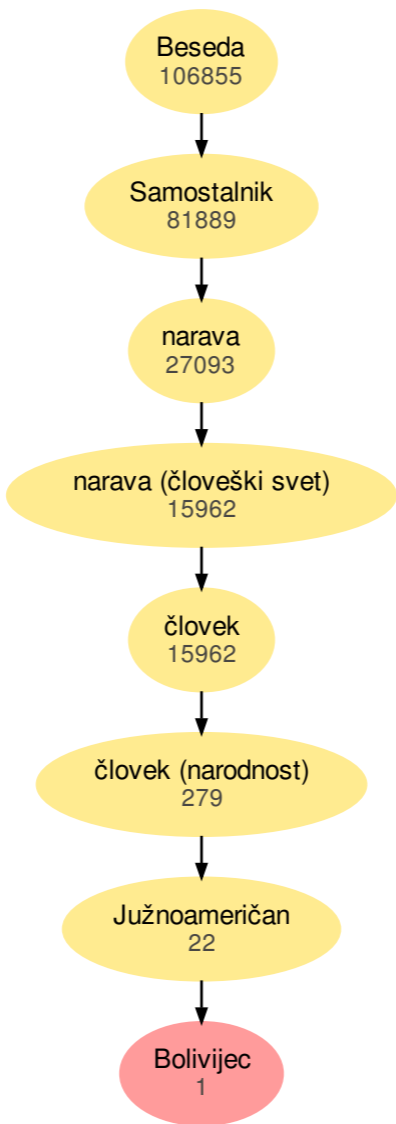 Beseda
106855
Samostalnik
81889
narava
27093
narava (človeški svet)
15962
človek
15962
človek (narodnost)
279
Južnoameričan
22
Bolivijec
1